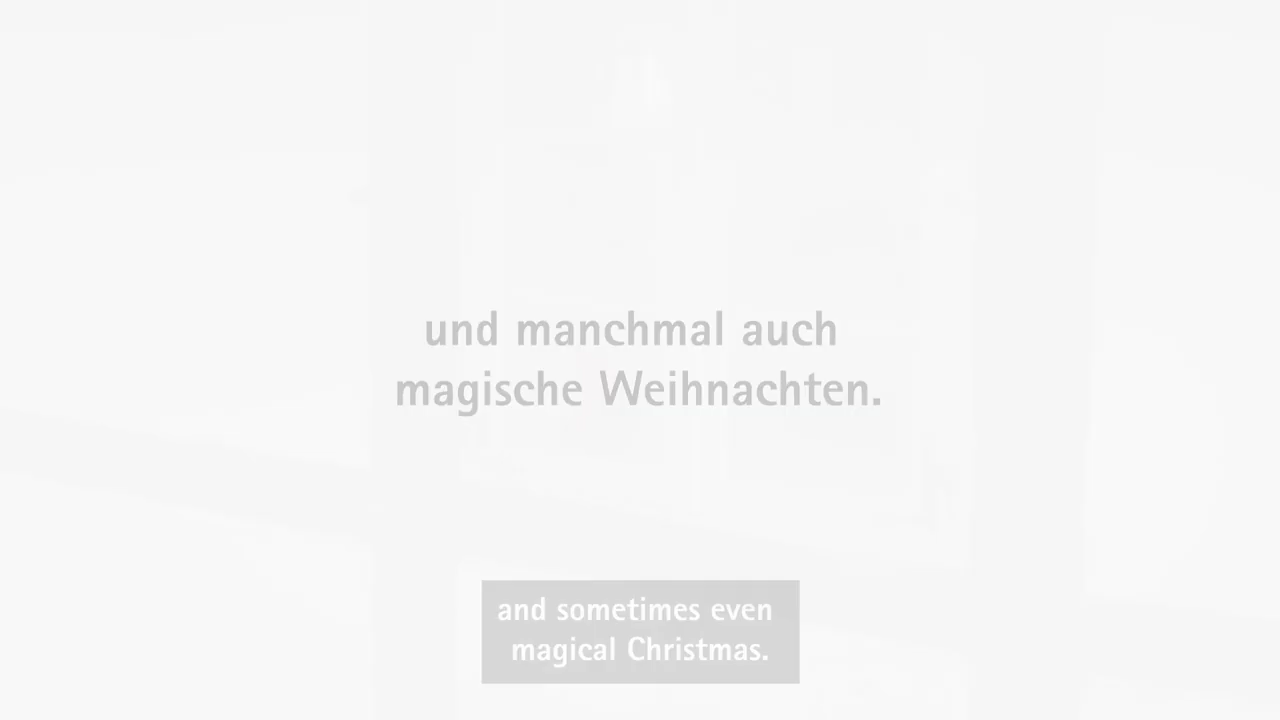 und manchmal auch
magische Weihnachten.
and sometimes even
magical Christmas.